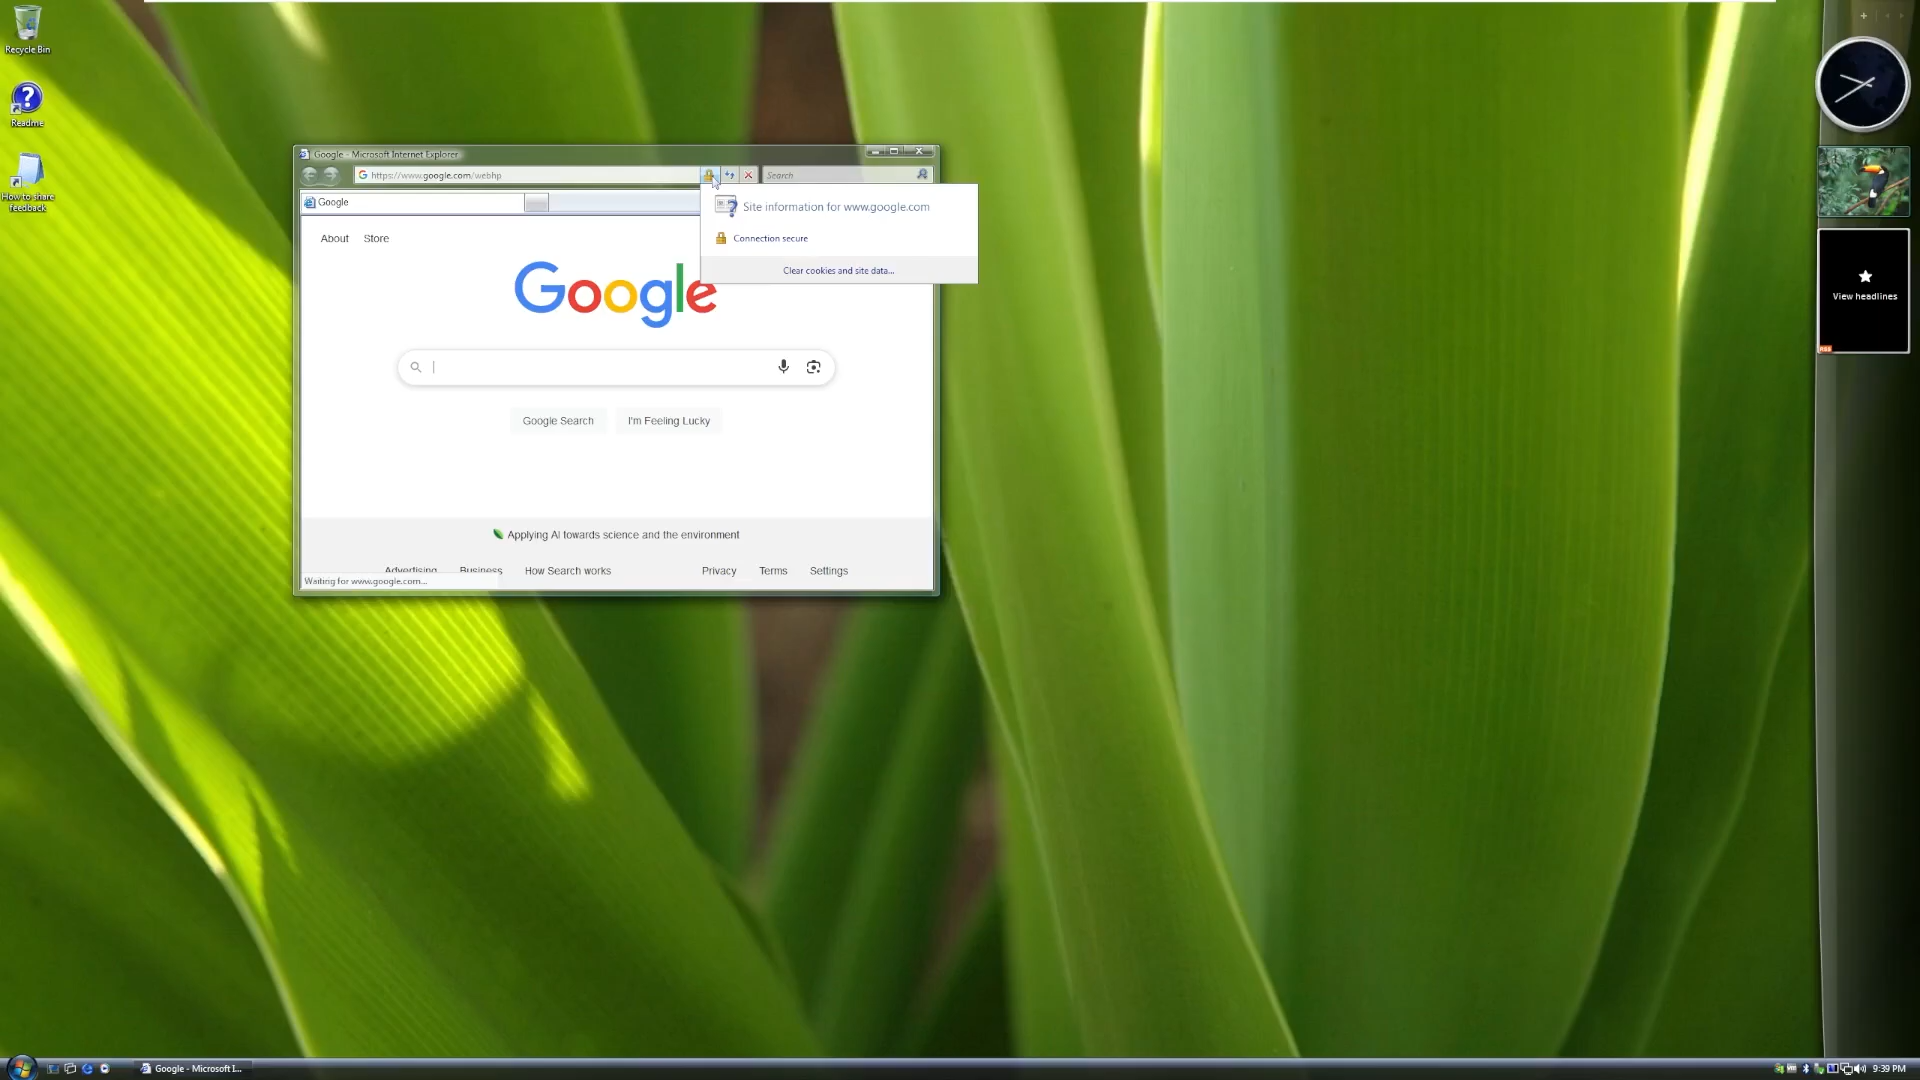 Recycle Bin
Readme
How to share
feedback
Google - Microsoft Internet Explorer
https://www.google.com/webhp
Search
Google
Site information for www.google.com
Connection secure
Clear cookies and site data...
About
Store
Google
Google Search
I'm Feeling Lucky
Applying AI towards science and the environment
Advertising
Business
How Search works
Privacy
Terms
Settings
Waiting for www.google.com...
View headlines
RSS
Google - Microsoft I...
9:39 PM